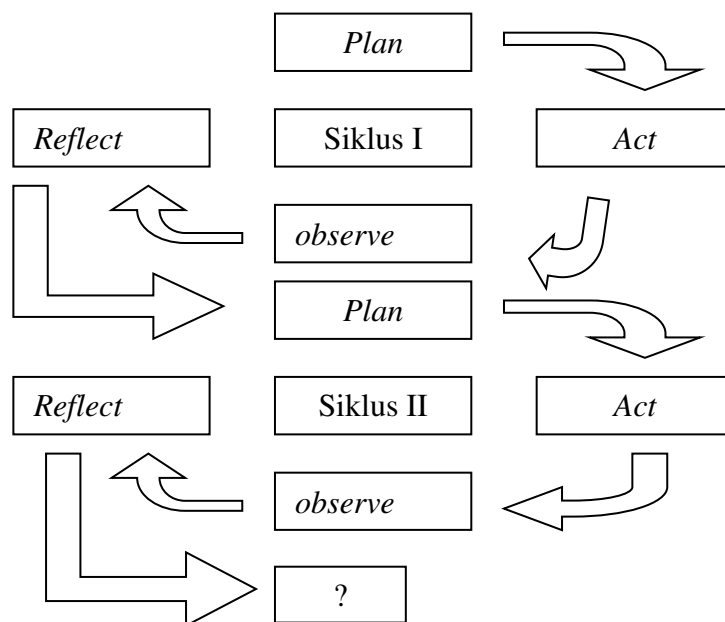 Plan
Reflect
Siklus I
Act
observe
Plan
Reflect
Siklus II
Act
observe
?